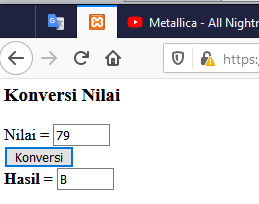 Metallica - All Nightm
https:
Konversi Nilai
Nilai = 79
Konversi
Hasil = B